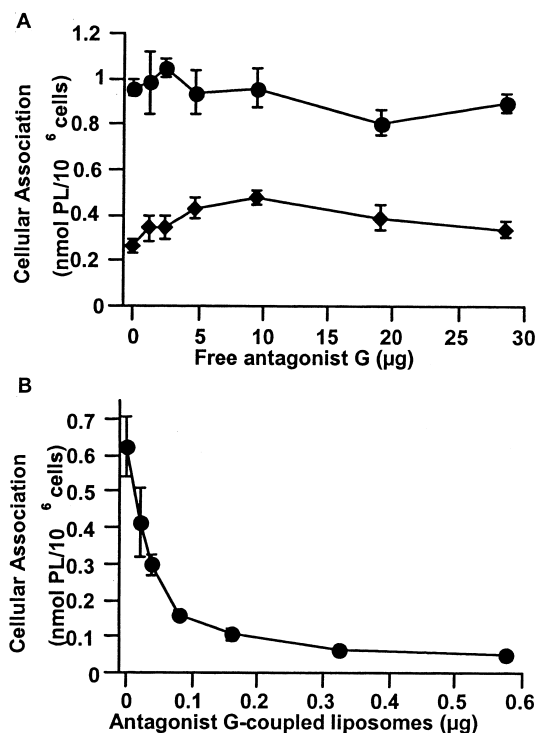 A
Cellular Association
(nmol PL/10 6 cells)
1.2
1
0.8
0.6
0.4
0.2
0
0 5 10 15 20 25 30
Free antagonist G (µg)
B
Cellular Association
(nmol PL/10 6 cells)
0.7
0.6
0.5
0.4
0.3
0.2
0.1
0
0 0.1 0.2 0.3 0.4 0.5 0.6
Antagonist G-coupled liposomes (µg)